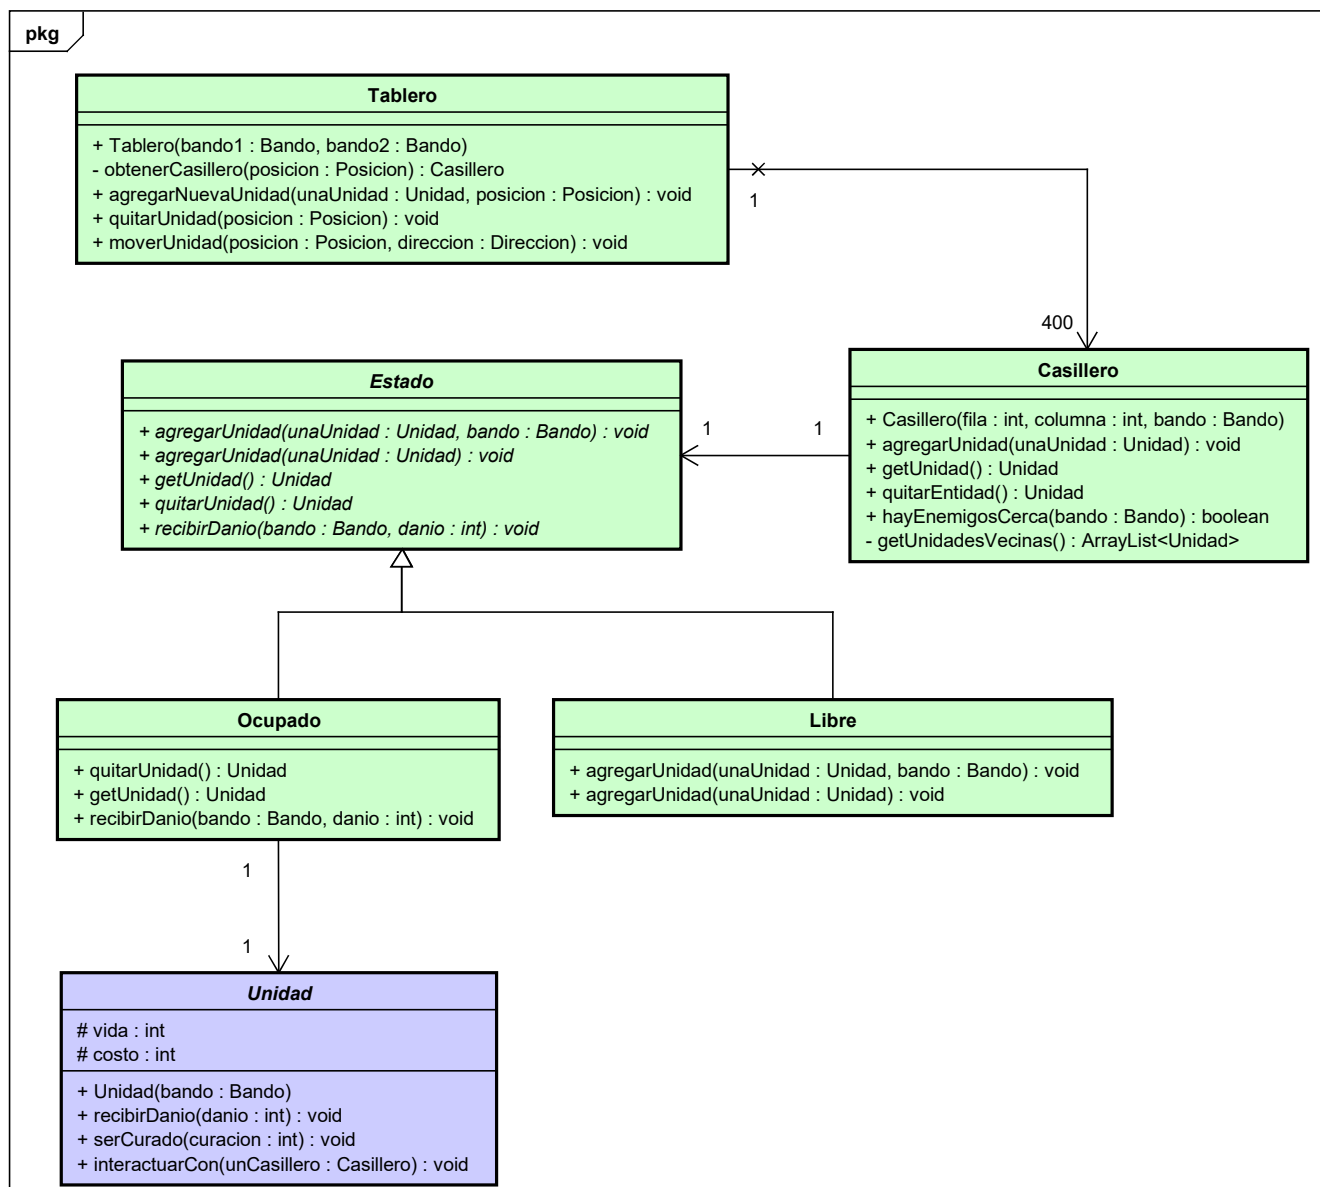 pkg
Tablero
+ Tablero(bando1 : Bando, bando2 : Bando)
- obtenerCasillero(posicion : Posicion) : Casillero
+ agregarNuevaUnidad(unaUnidad : Unidad, posicion : Posicion) : void
+ quitarUnidad(posicion : Posicion) : void
+ moverUnidad(posicion : Posicion, direccion : Direccion) : void
1
400
Estado
+ agregarUnidad(unaUnidad : Unidad, bando : Bando) : void
+ agregarUnidad(unaUnidad : Unidad) : void
+ getUnidad() : Unidad
+ quitarUnidad() : Unidad
+ recibirDanio(bando : Bando, danio : int) : void
1
1
Casillero
+ Casillero(fila : int, columna : int, bando : Bando)
+ agregarUnidad(unaUnidad : Unidad) : void
+ getUnidad() : Unidad
+ quitarEntidad() : Unidad
+ hayEnemigosCerca(bando : Bando) : boolean
- getUnidadesVecinas() : ArrayList<Unidad>
Ocupado
+ quitarUnidad() : Unidad
+ getUnidad() : Unidad
+ recibirDanio(bando : Bando, danio : int) : void
Libre
+ agregarUnidad(unaUnidad : Unidad, bando : Bando) : void
+ agregarUnidad(unaUnidad : Unidad) : void
1
1
Unidad
# vida : int
# costo : int
+ Unidad(bando : Bando)
+ recibirDanio(danio : int) : void
+ serCurado(curacion : int) : void
+ interactuarCon(unCasillero : Casillero) : void